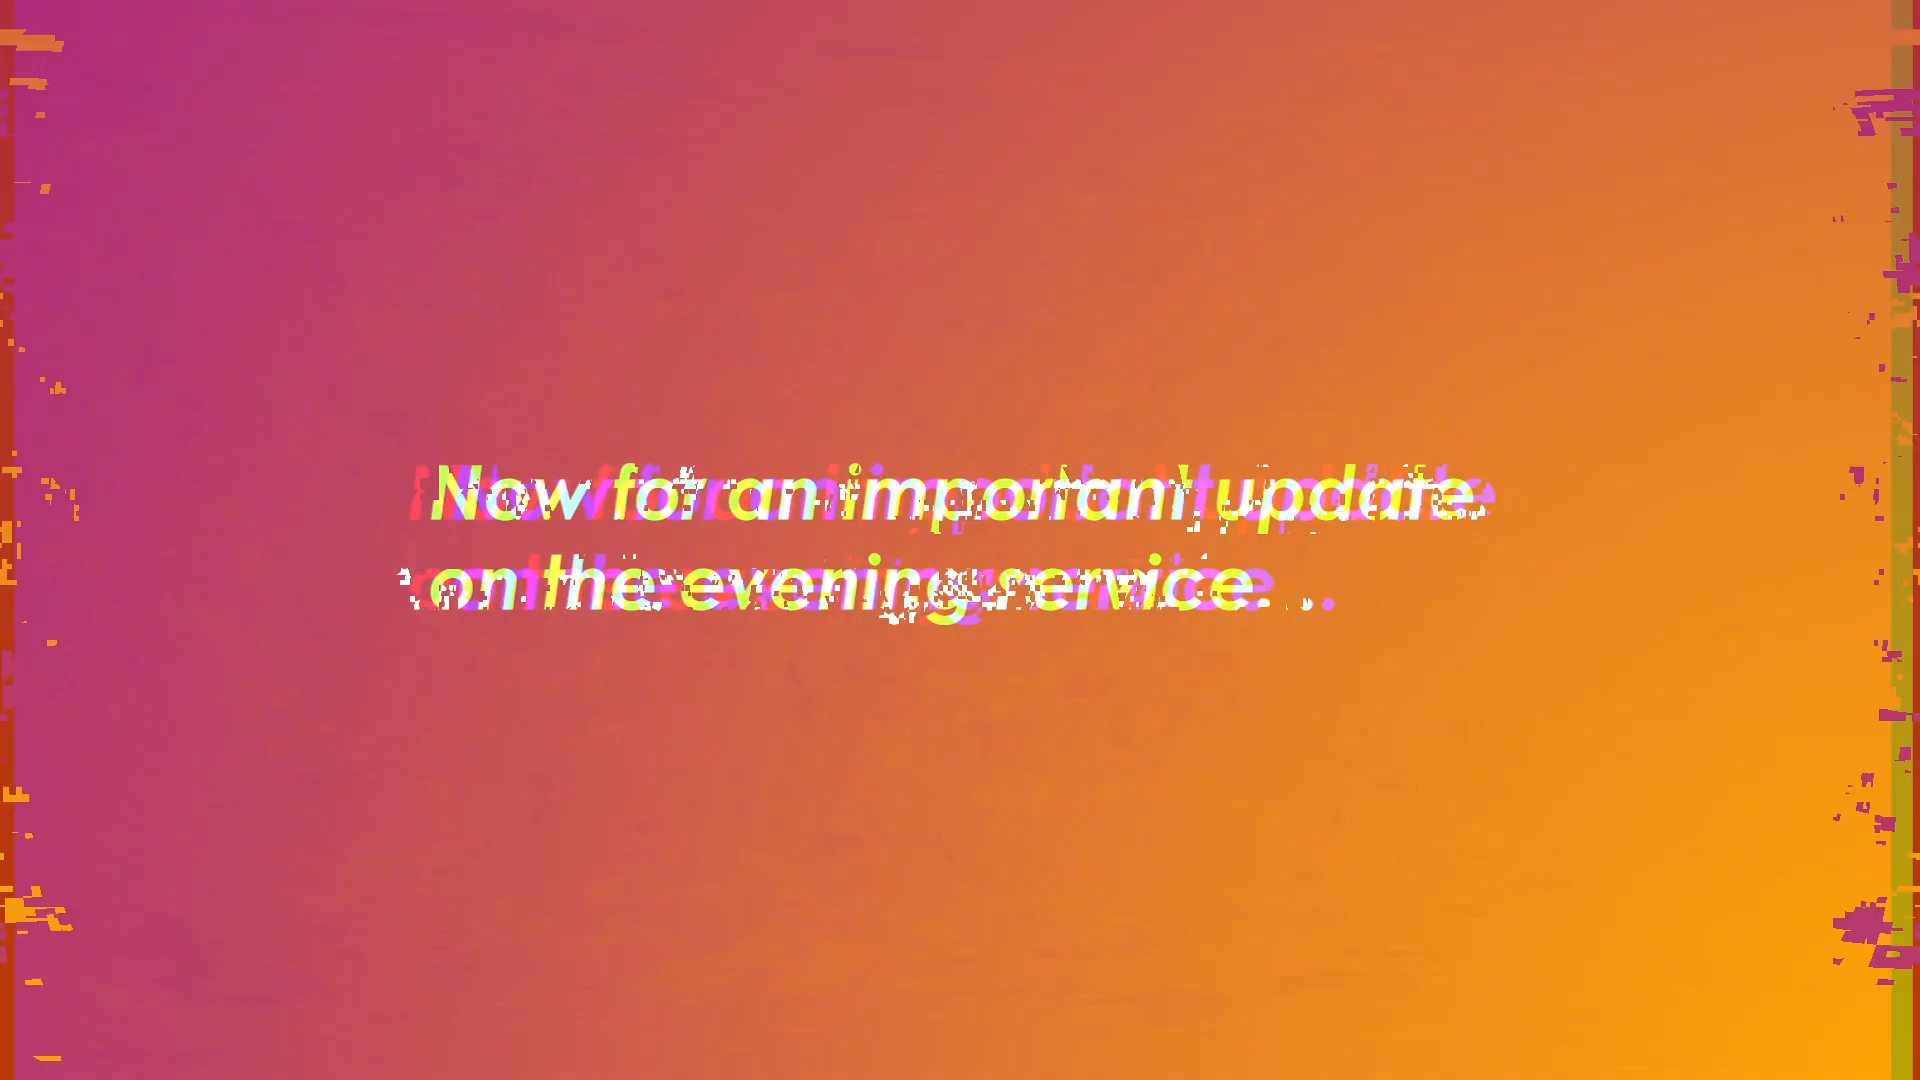 Now for an important update
on the evening service...